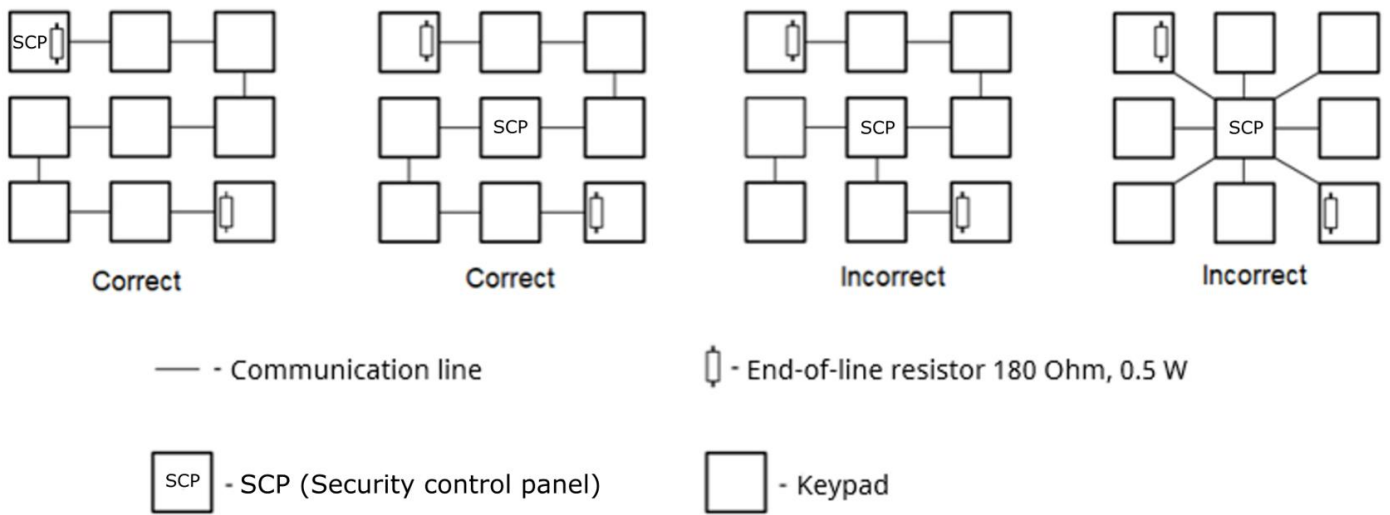 SCP
SCP
SCP
SCP
Correct
Correct
Incorrect
Incorrect
- Communication line
- End-of-line resistor 180 Ohm, 0.5 W
SCP - SCP (Security control panel)
- Keypad